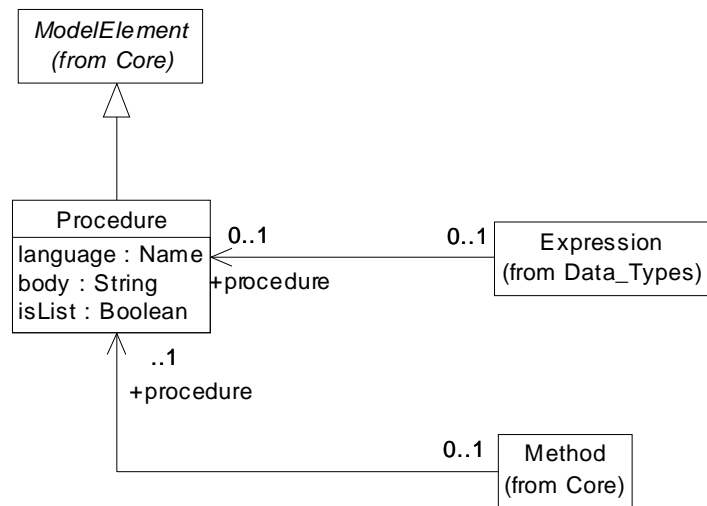 ModelElement
(from Core)
Procedure
language : Name
body : String
isList : Boolean
0..1
+procedure
0..1
Expression
(from Data_Types)
..1
+procedure
0..1
Method
(from Core)